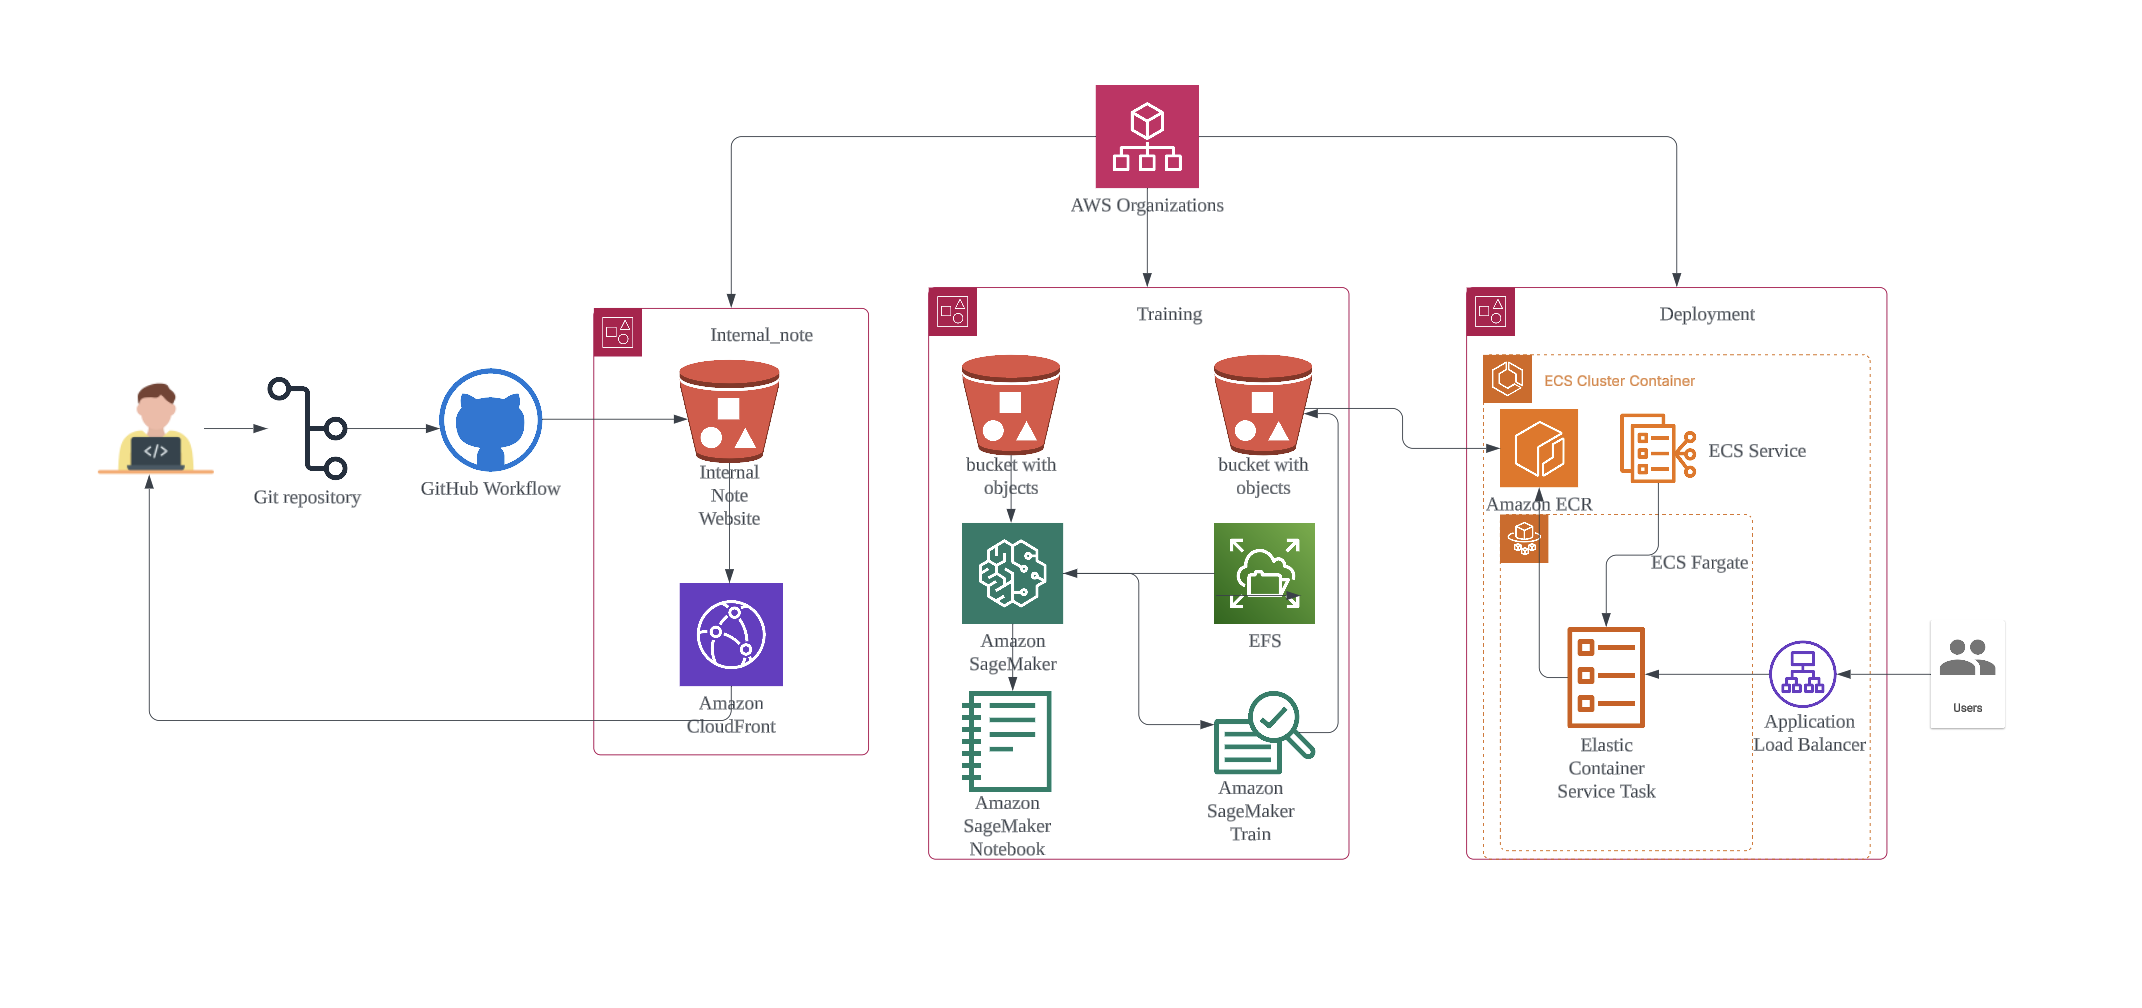 AWS Organizations
Internal_note
Training
Deployment
ECS Cluster Container
</>
Git repository
GitHub Workflow
Internal
Note
Website
bucket with
objects
bucket with
objects
ECS Service
Amazon ECR
ECS Fargate
Amazon
SageMaker
EFS
Amazon
CloudFront
Amazon
SageMaker
Notebook
Amazon
SageMaker
Train
Elastic
Container
Service Task
Application
Load Balancer
Users